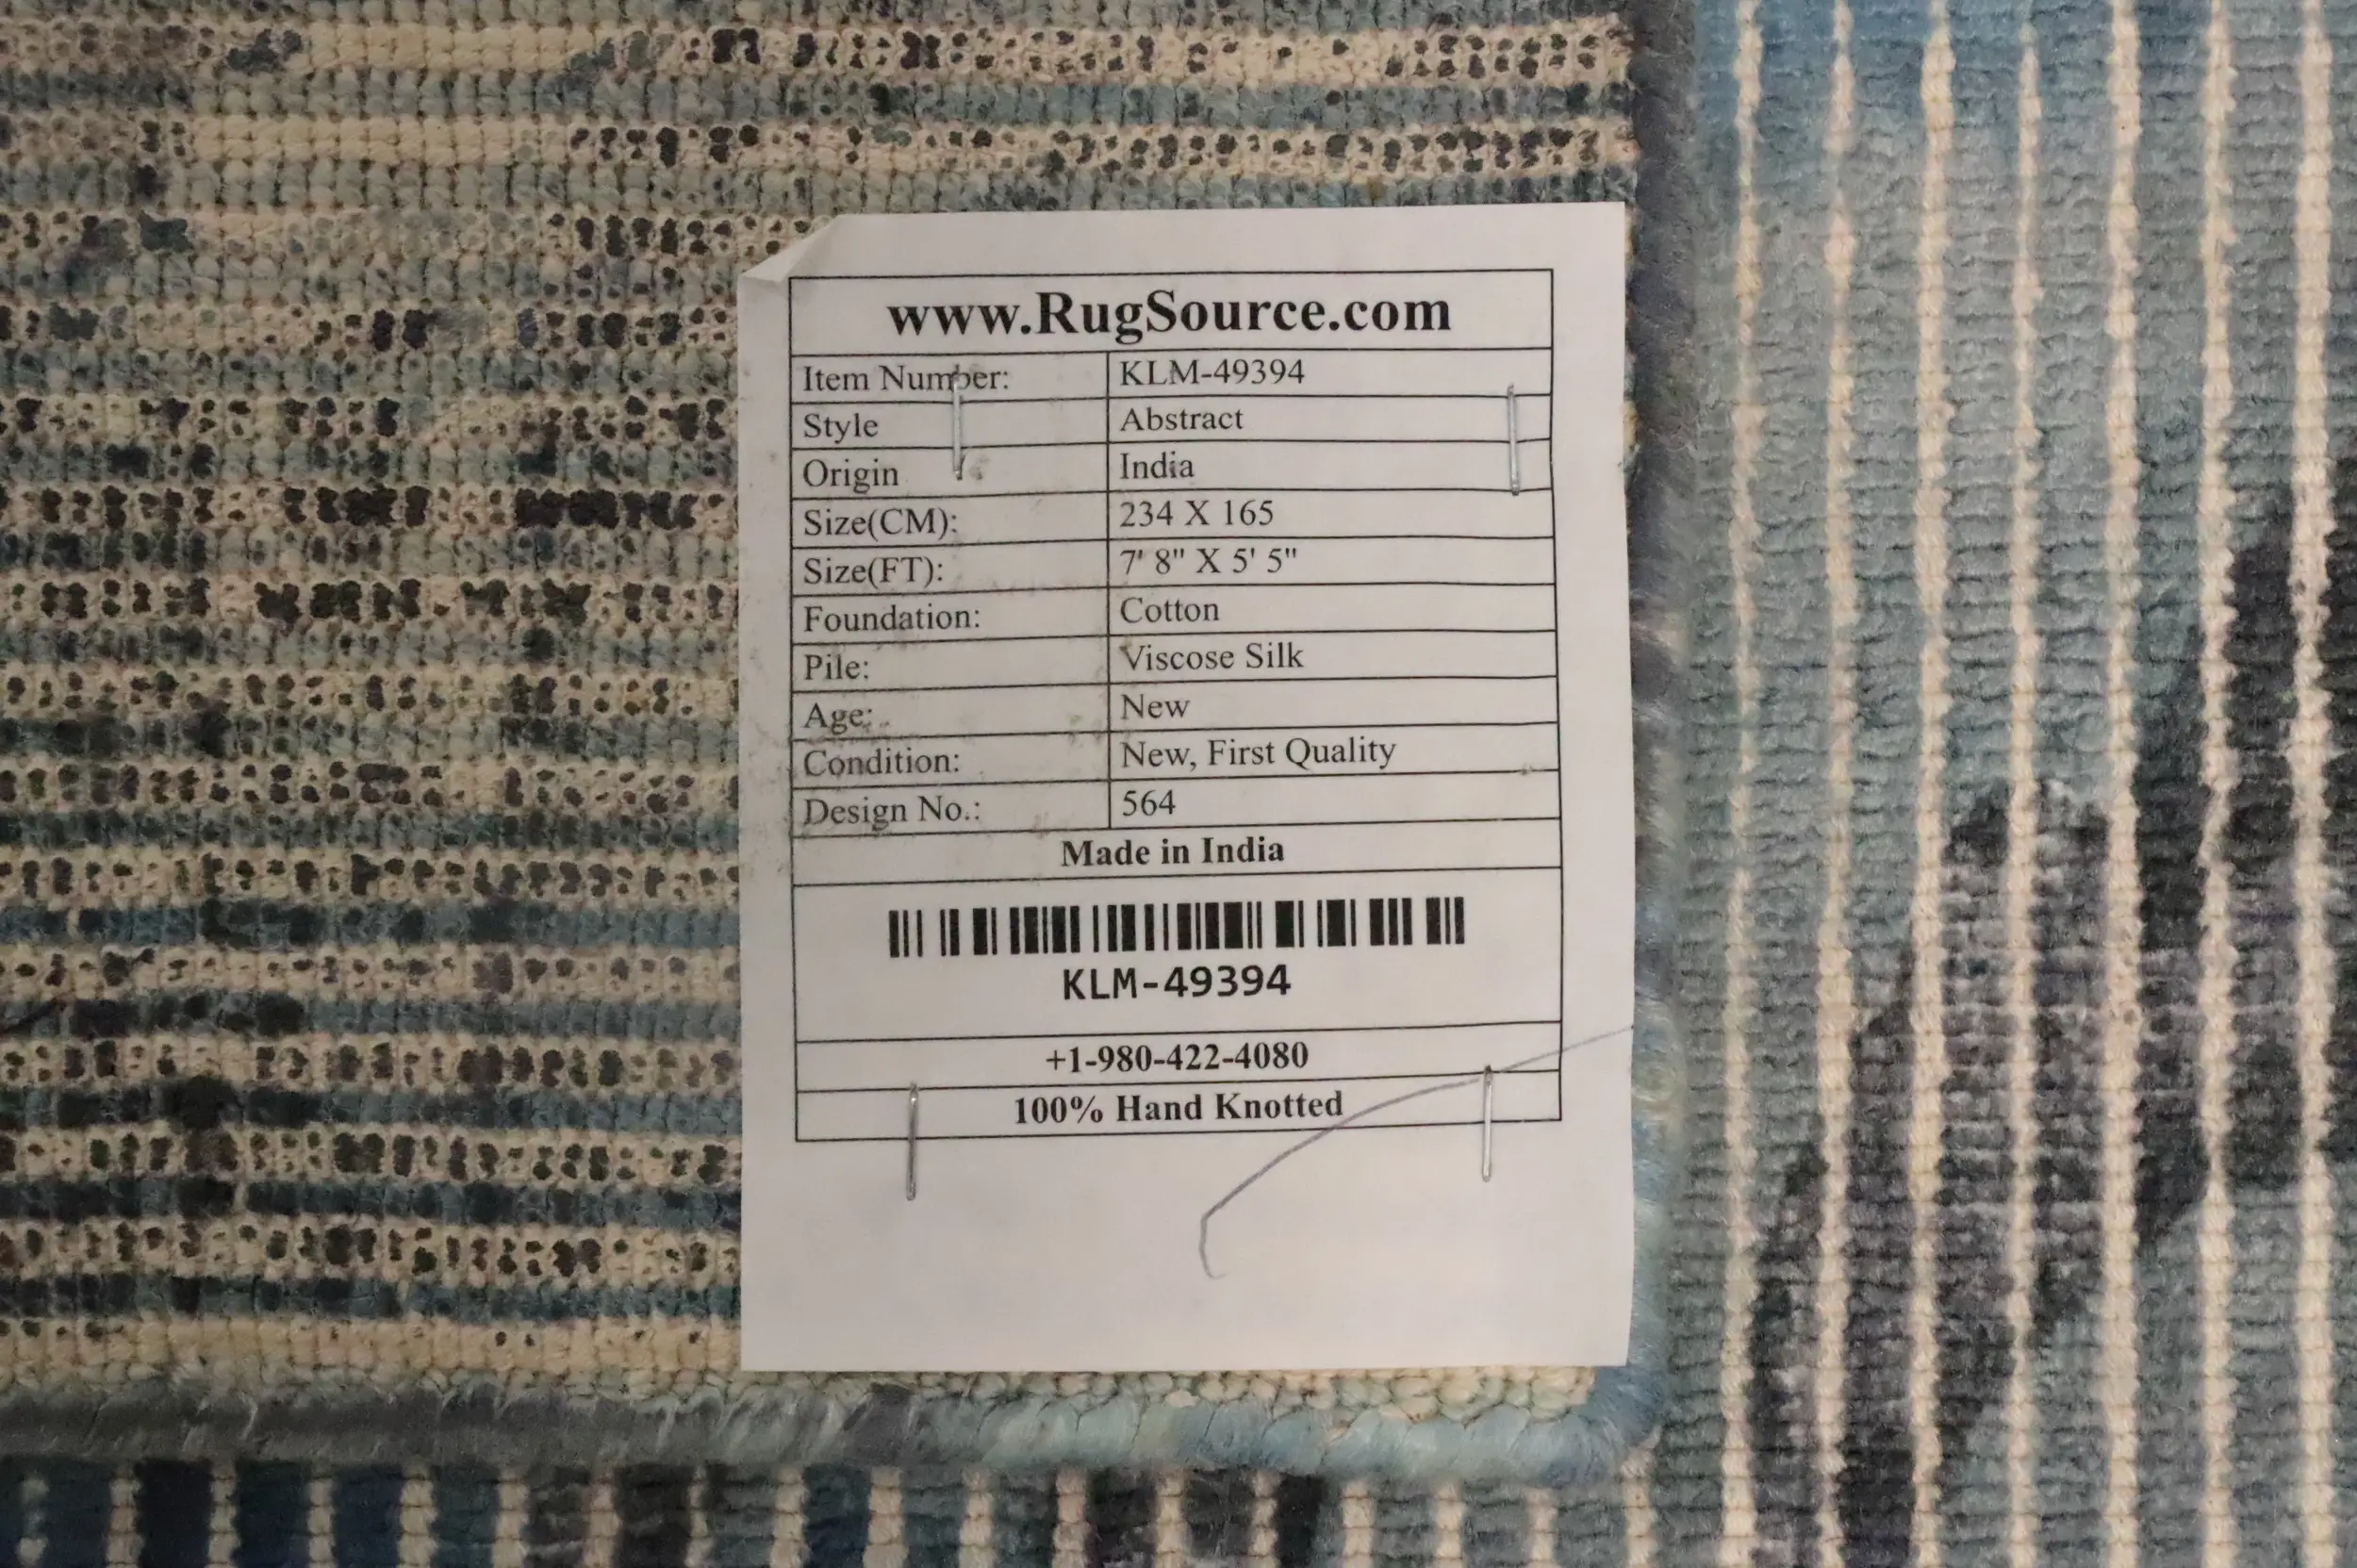 www.RugSource.com
Item Number: KLM-49394
Style Abstract
Origin India
Size(CM): 234 X 165
Size(FT): 7' 8" X 5' 5"
Foundation: Cotton
Pile: Viscose Silk
Age: New
Condition: New, First Quality
Design No.: 564
Made in India
KLM-49394
+1-980-422-4080
100% Hand Knotted